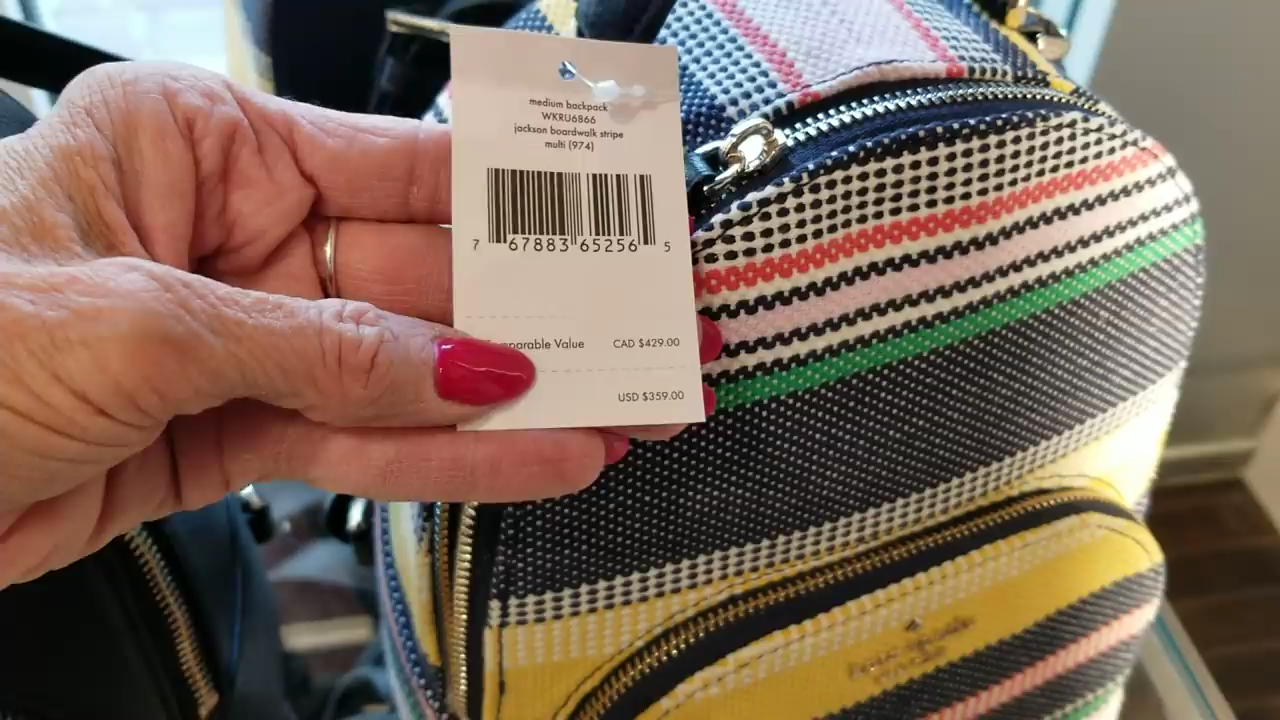 medium backpack
WKRU6866
jackson boardwalk stripe
multi (974)
7 67883 65256 5
Value CAD $429.00
USD $359.00